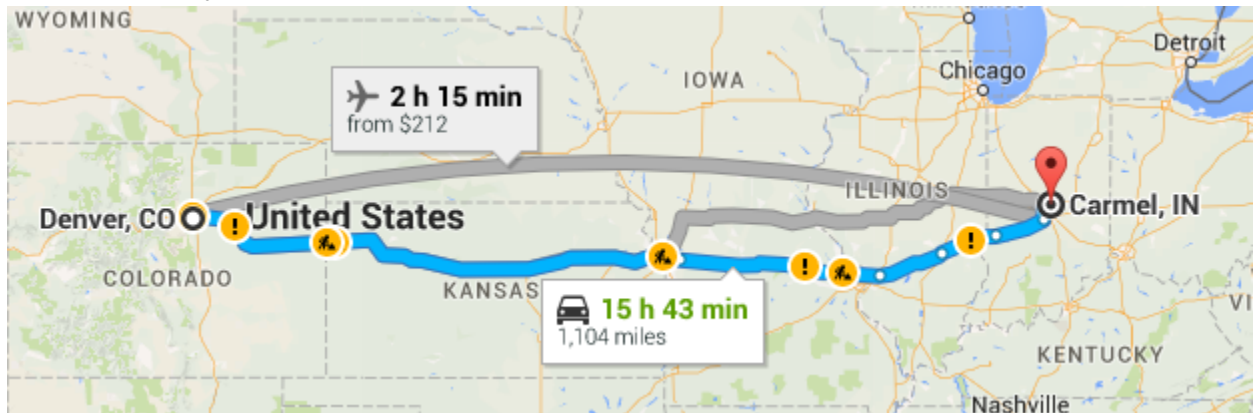 WYOMING
Detroit
Chicago
IOWA
2 h 15 min
from $212
ILLINOIS
Denver, CO
United States
Carmel, IN
COLORADO
KANSAS
15 h 43 min
1,104 miles
VI
KENTUCKY
Nashville